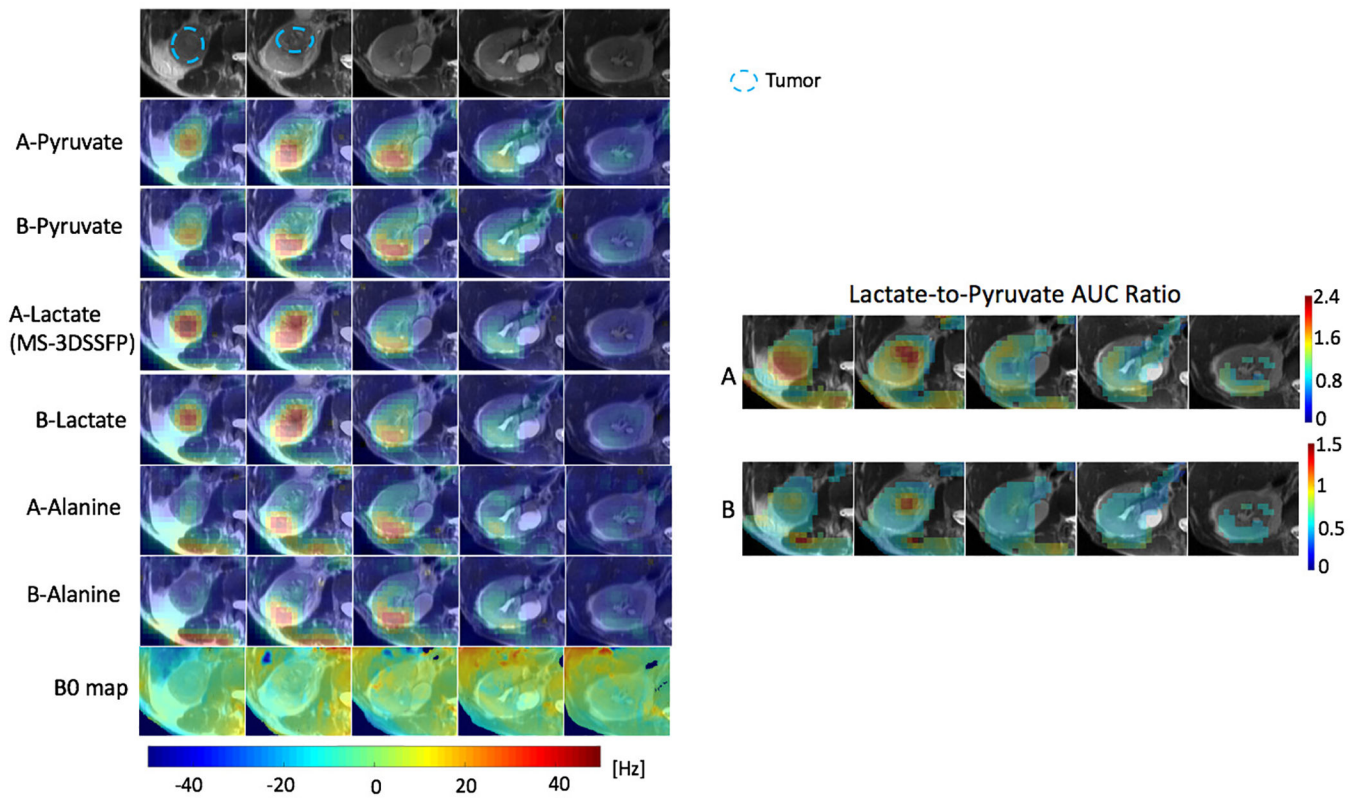 Tumor
A-Pyruvate
B-Pyruvate
A-Lactate
(MS-3DSSFP)
B-Lactate
A-Alanine
B-Alanine
B0 map
-40 -20 0 20 40 [Hz]
Lactate-to-Pyruvate AUC Ratio
A
2.4
1.6
0.8
0
B
1.5
1
0.5
0